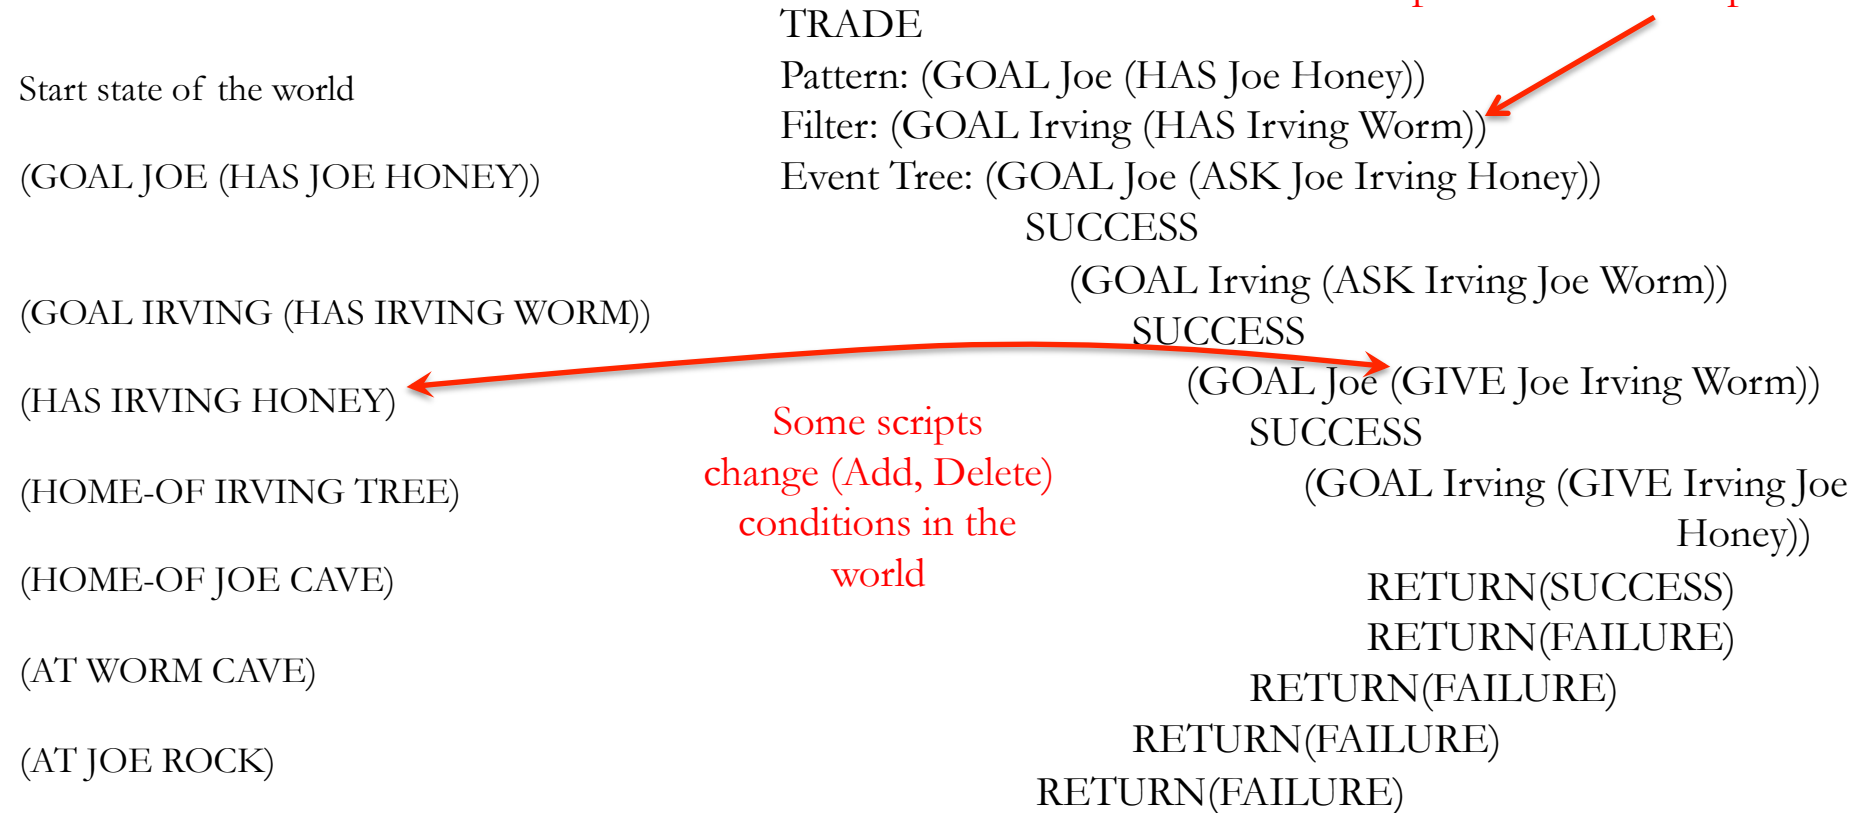 Start state of the world
(GOAL JOE (HAS JOE HONEY))
(GOAL IRVING (HAS IRVING WORM))
(HAS IRVING HONEY)
(HOME-OF IRVING TREE)
(HOME-OF JOE CAVE)
(AT WORM CAVE)
(AT JOE ROCK)
Some scripts
change (Add, Delete)
conditions in the
world
TRADE
Pattern: (GOAL Joe (HAS Joe Honey))
Filter: (GOAL Irving (HAS Irving Worm))
Event Tree: (GOAL Joe (ASK Joe Irving Honey))
SUCCESS
(GOAL Irving (ASK Irving Joe Worm))
SUCCESS
(GOAL Joe (GIVE Joe Irving Worm))
SUCCESS
(GOAL Irving (GIVE Irving Joe
Honey))
RETURN(SUCCESS)
RETURN(FAILURE)
RETURN(FAILURE)
RETURN(FAILURE)
RETURN(FAILURE)